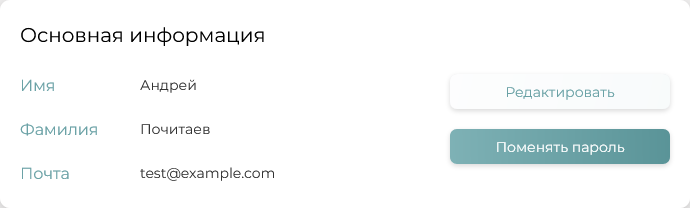 Основная информация
Имя Андрей Редактировать
Фамилия Почитаев Поменять пароль
Почта test@example.com